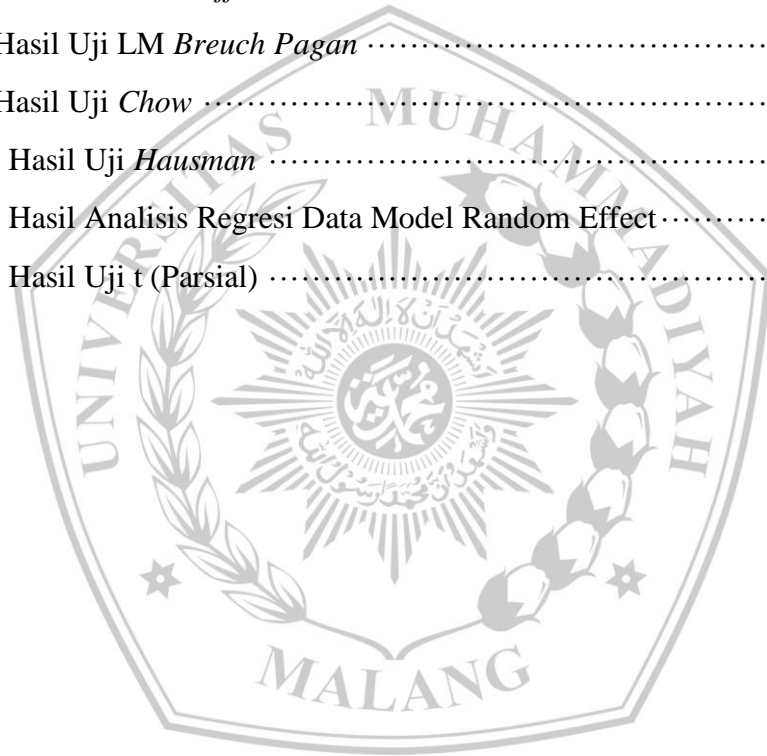 Hasil Uji LM Breuch Pagan ....................................
Hasil Uji Chow ....................................
Hasil Uji Hausman ....................................
Hasil Analisis Regresi Data Model Random Effect ..........
Hasil Uji t (Parsial) ....................................
UNIVERSITAS MUHAMMADIYAH
MALANG